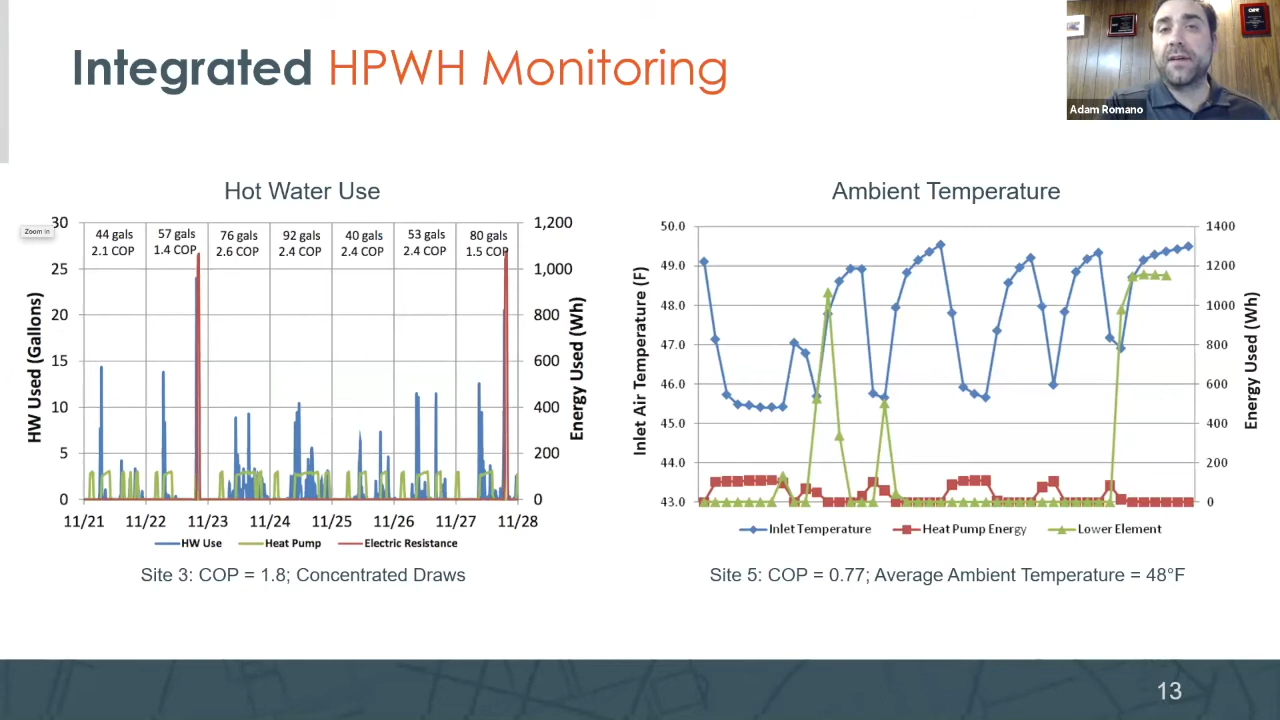 Integrated HPWH Monitoring
Adam Romano
Hot Water Use
Zoom in
30
25
20
15
10
5
0
HW Used (Gallons)
44 gals
2.1 COP
57 gals
1.4 COP
76 gals
2.6 COP
92 gals
2.4 COP
40 gals
2.4 COP
53 gals
2.4 COP
80 gals
1.5 COP
1,200
1,000
800
600
400
200
0
Energy Used (Wh)
11/21 11/22 11/23 11/24 11/25 11/26 11/27 11/28
HW Use Heat Pump Electric Resistance
Site 3: COP = 1.8; Concentrated Draws
Ambient Temperature
50.0
49.0
48.0
47.0
46.0
45.0
44.0
43.0
Inlet Air Temperature (F)
1400
1200
1000
800
600
400
200
0
Energy Used (Wh)
Inlet Temperature Heat Pump Energy Lower Element
Site 5: COP = 0.77; Average Ambient Temperature = 48°F
13